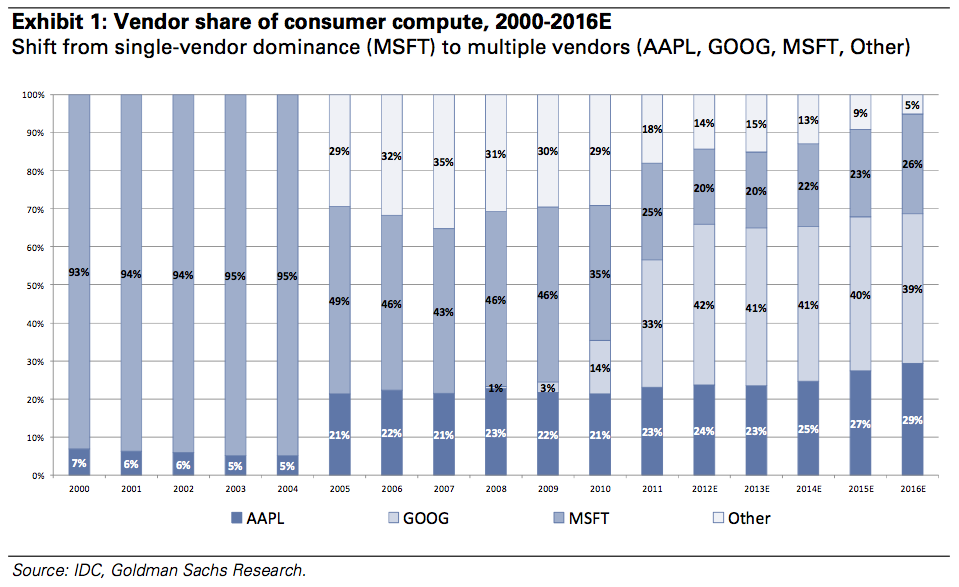 Exhibit 1: Vendor share of consumer compute, 2000-2016E
Shift from single-vendor dominance (MSFT) to multiple vendors (AAPL, GOOG, MSFT, Other)
100%
90%
80%
70%
60%
50%
40%
30%
20%
10%
0%
29% 32% 35% 31% 30% 29% 18% 14% 15% 13% 9% 5%
93% 94% 94% 95% 95% 49% 46% 43% 46% 46% 35% 25% 20% 20% 22% 23% 26%
1% 3% 14% 33% 42% 41% 41% 40% 39%
7% 6% 6% 5% 5% 21% 22% 21% 23% 22% 21% 23% 24% 23% 25% 27% 29%
2000 2001 2002 2003 2004 2005 2006 2007 2008 2009 2010 2011 2012E 2013E 2014E 2015E 2016E
AAPL GOOG MSFT Other
Source: IDC, Goldman Sachs Research.